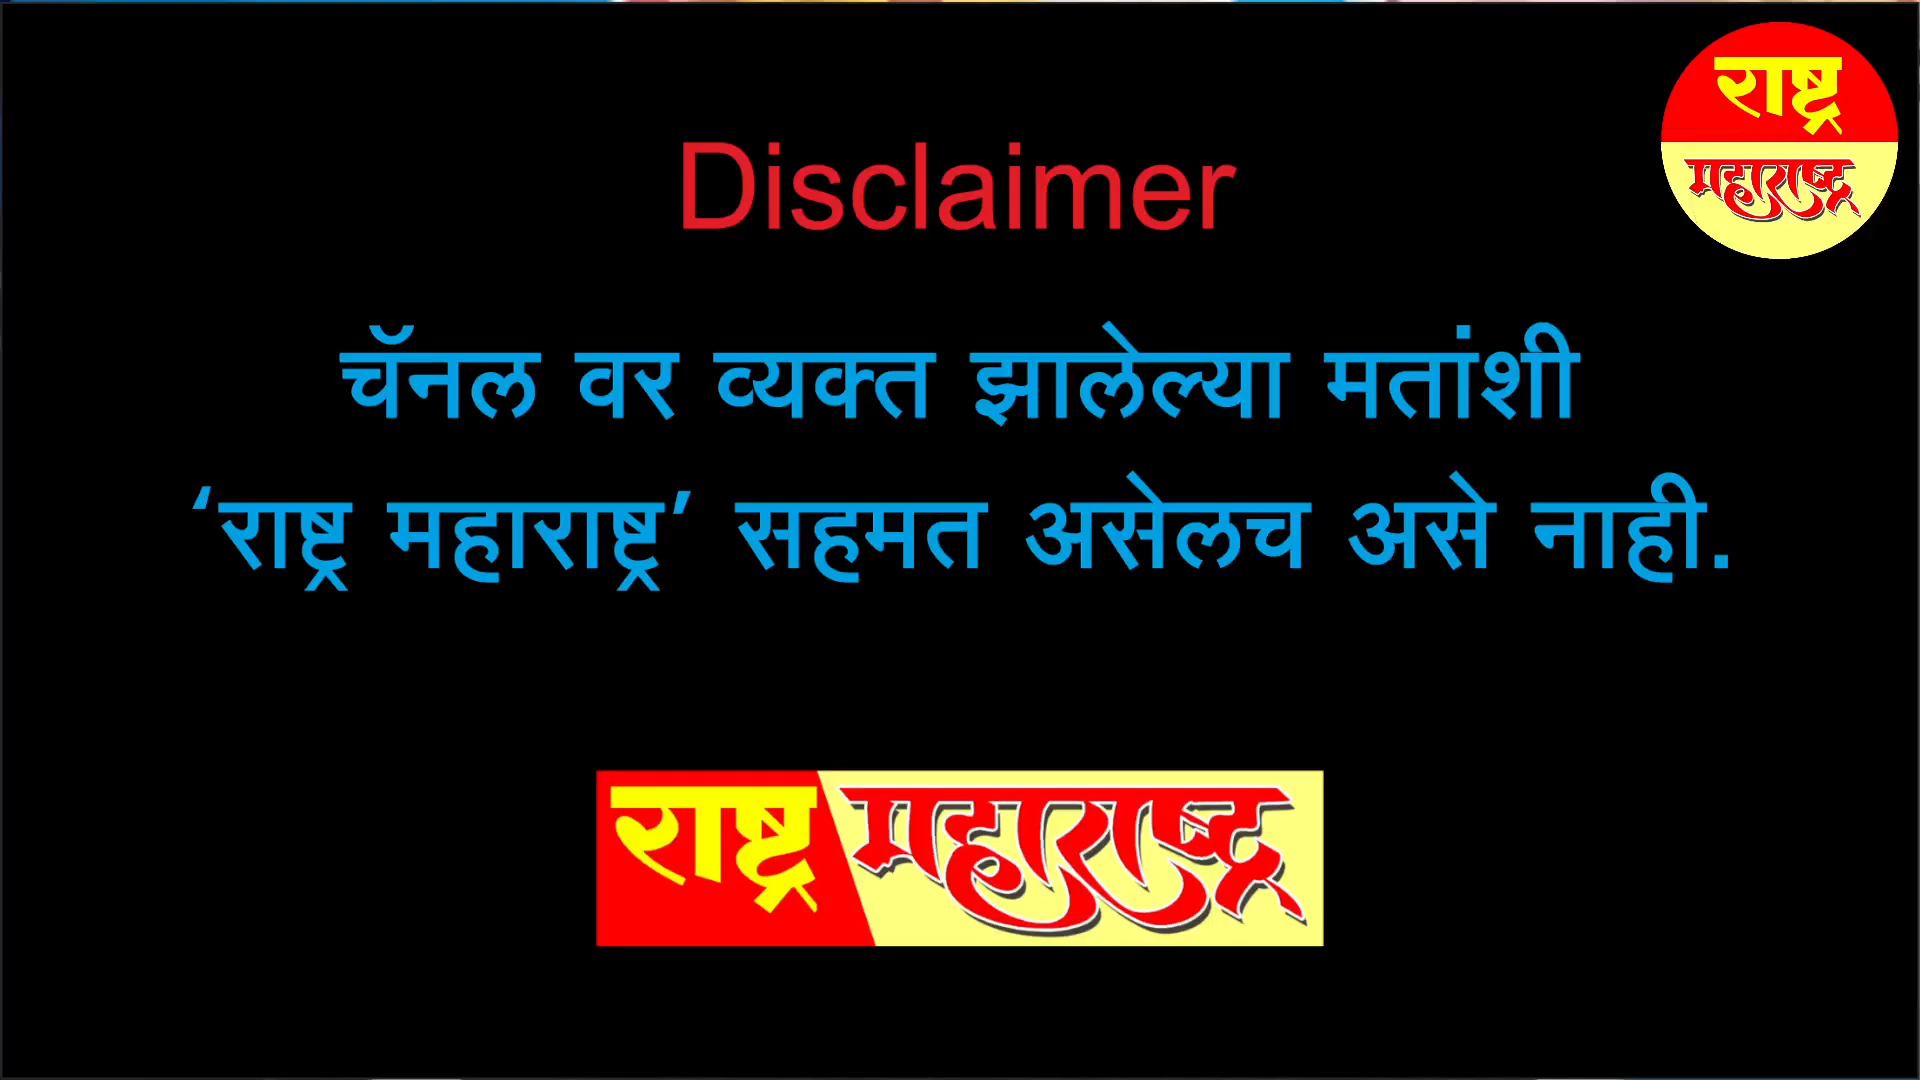 राष्ट्र
महाराष्ट्र
Disclaimer
चॅनल वर व्यक्त झालेल्या मतांशी
‘राष्ट्र महाराष्ट्र’ सहमत असेलच असे नाही.
राष्ट्र महाराष्ट्र